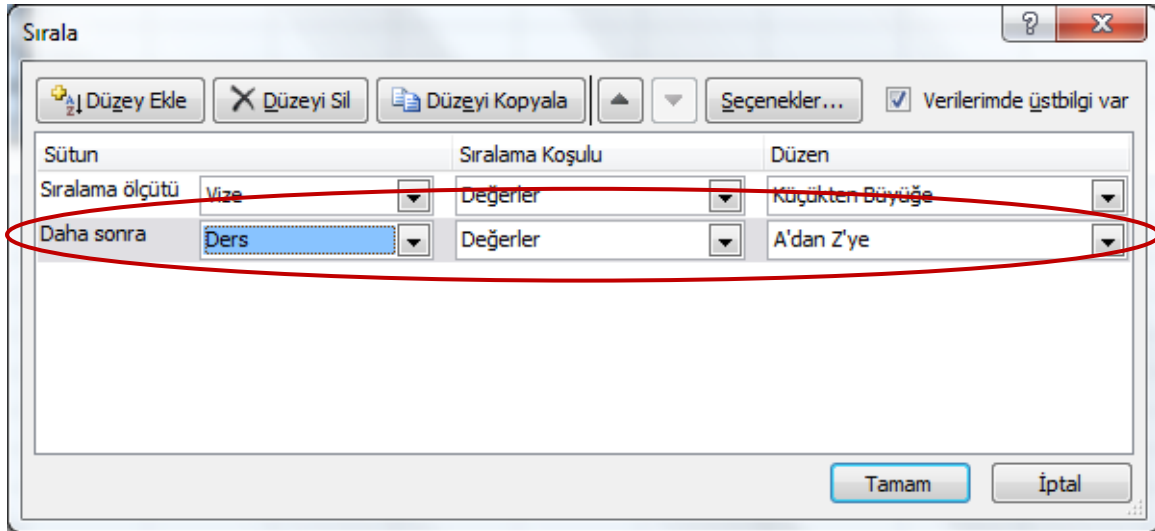 Sırala
Düzey Ekle Düzeyi Sil Düzeyi Kopyala Seçenekler... Verilerimde üstbilgi var
Sütun Sıralama Koşulu Düzen
Sıralama ölçütü Vize Değerler Küçükten Büyüğe
Daha sonra Ders Değerler A'dan Z'ye
Tamam İptal